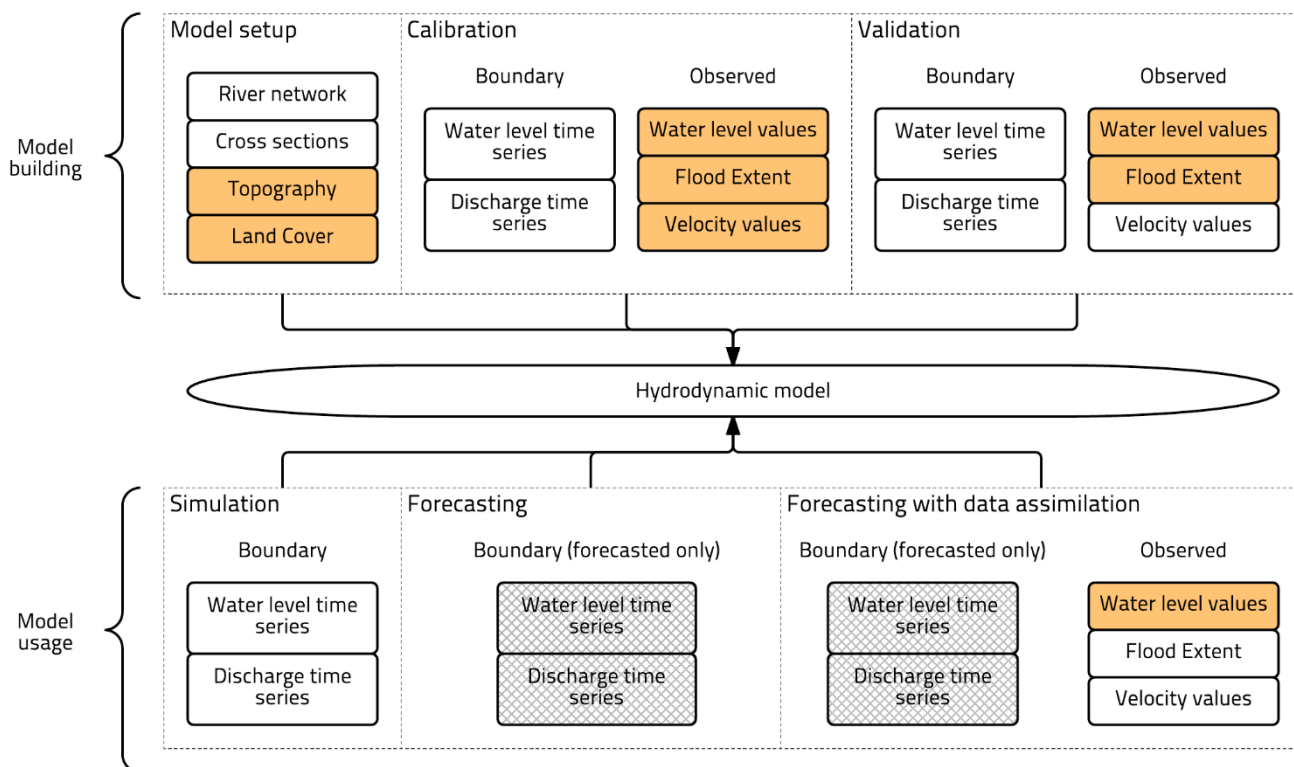 Model setup
Calibration
Validation
Boundary
Observed
Boundary
Observed
River network
Cross sections
Topography
Land Cover
Water level time
series
Discharge time
series
Water level values
Flood Extent
Velocity values
Water level time
series
Discharge time
series
Water level values
Flood Extent
Velocity values
Model
building
Hydrodynamic model
Simulation
Forecasting
Forecasting with data assimilation
Boundary
Boundary (forecasted only)
Boundary (forecasted only)
Observed
Water level time
series
Discharge time
series
Water level time
series
Discharge time
series
Water level time
series
Discharge time
series
Water level values
Flood Extent
Velocity values
Model
usage